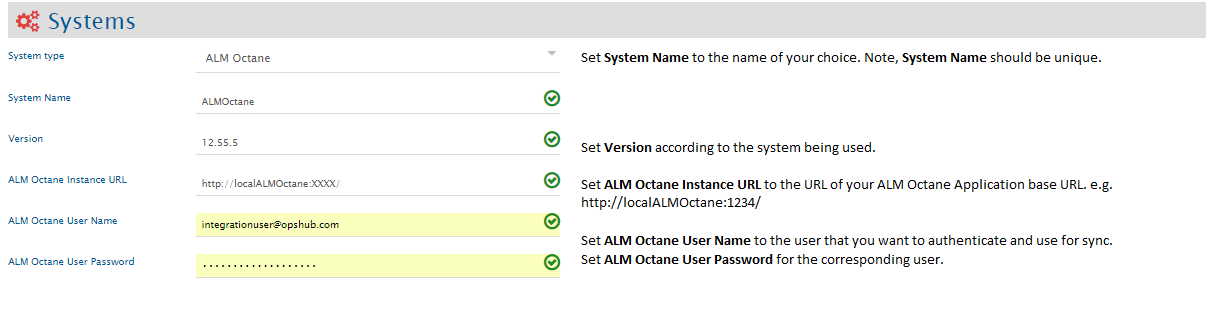 Systems
System type
ALM Octane
Set System Name to the name of your choice. Note, System Name should be unique.
System Name
ALMOctane
Version
12.55.5
Set Version according to the system being used.
ALM Octane Instance URL
http://localALMOctane:XXXX/
Set ALM Octane Instance URL to the URL of your ALM Octane Application base URL. e.g.
http://localALMOctane:1234/
ALM Octane User Name
integrationuser@opshub.com
Set ALM Octane User Name to the user that you want to authenticate and use for sync.
ALM Octane User Password
...................
Set ALM Octane User Password for the corresponding user.